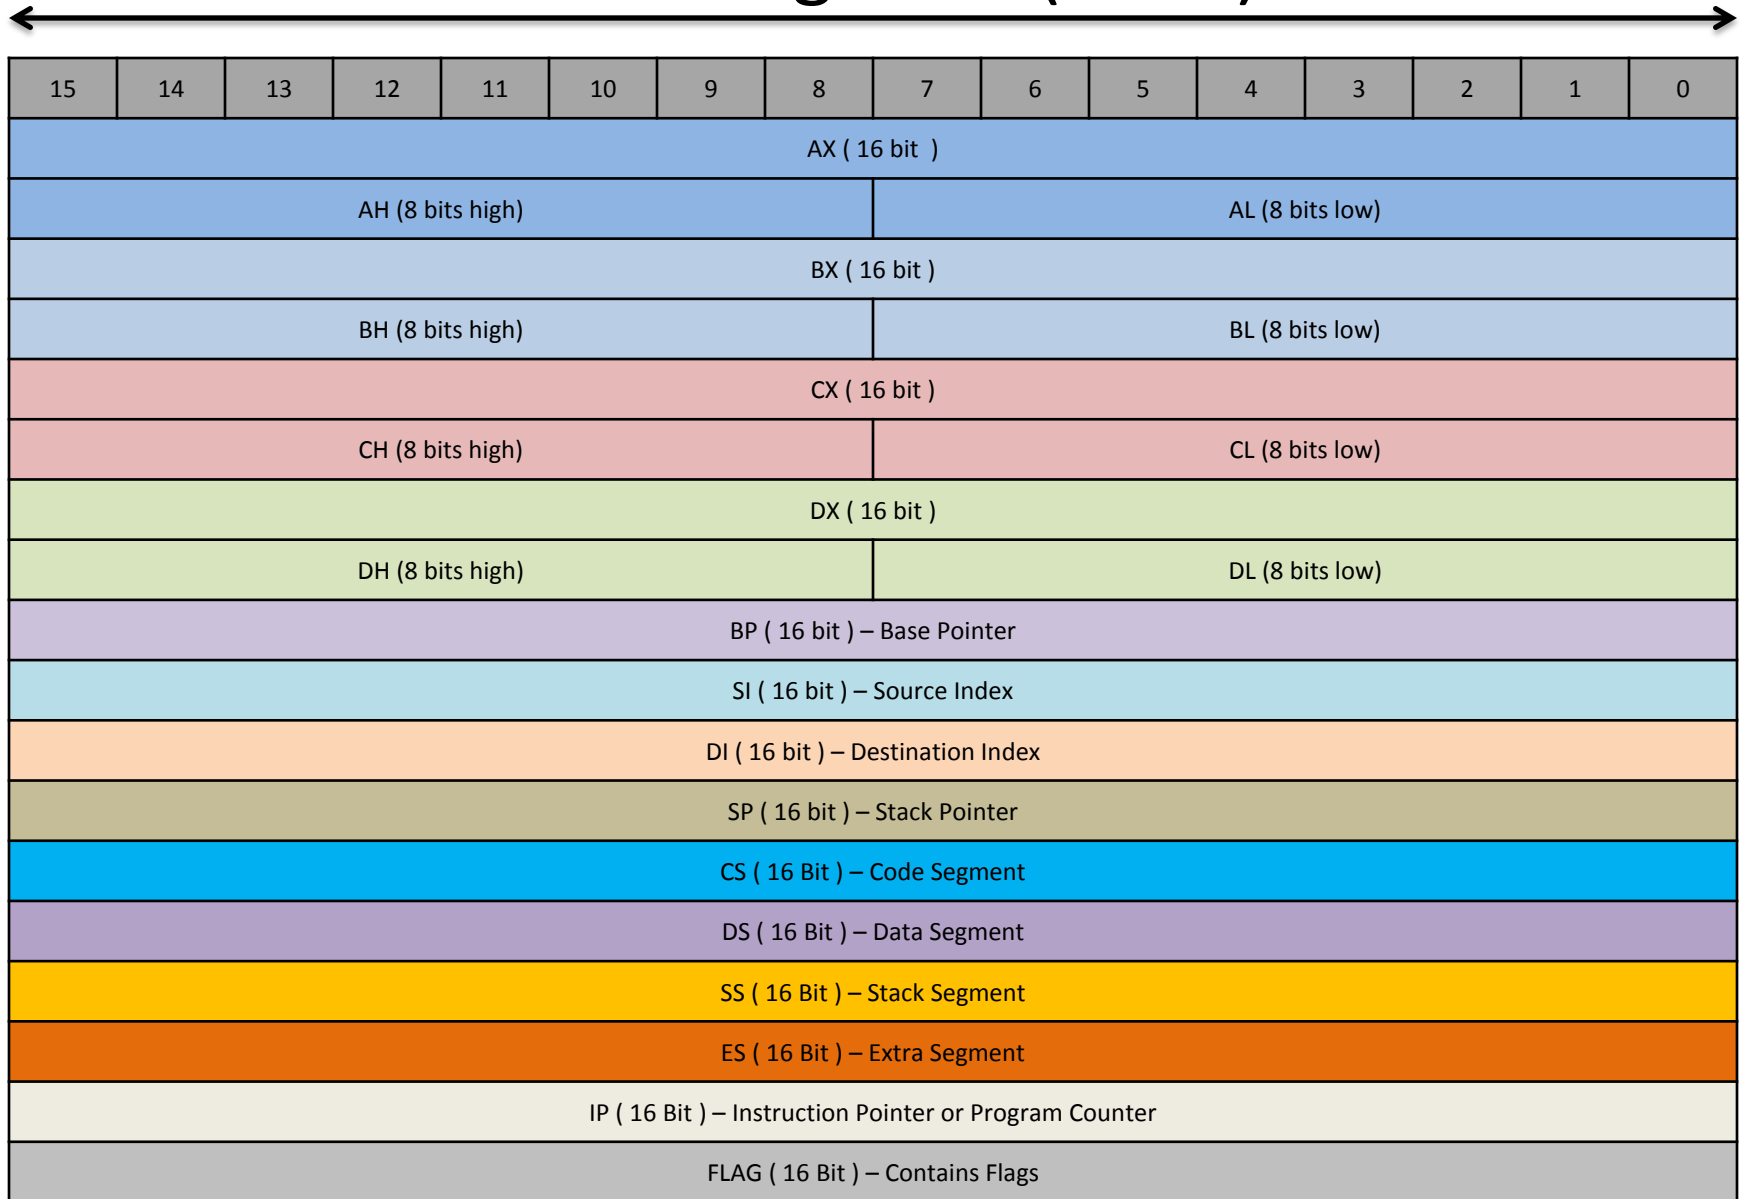 15 14 13 12 11 10 9 8 7 6 5 4 3 2 1 0
AX ( 16 bit )
AH (8 bits high) AL (8 bits low)
BX ( 16 bit )
BH (8 bits high) BL (8 bits low)
CX ( 16 bit )
CH (8 bits high) CL (8 bits low)
DX ( 16 bit )
DH (8 bits high) DL (8 bits low)
BP ( 16 bit ) – Base Pointer
SI ( 16 bit ) – Source Index
DI ( 16 bit ) – Destination Index
SP ( 16 bit ) – Stack Pointer
CS ( 16 Bit ) – Code Segment
DS ( 16 Bit ) – Data Segment
SS ( 16 Bit ) – Stack Segment
ES ( 16 Bit ) – Extra Segment
IP ( 16 Bit ) – Instruction Pointer or Program Counter
FLAG ( 16 Bit ) – Contains Flags